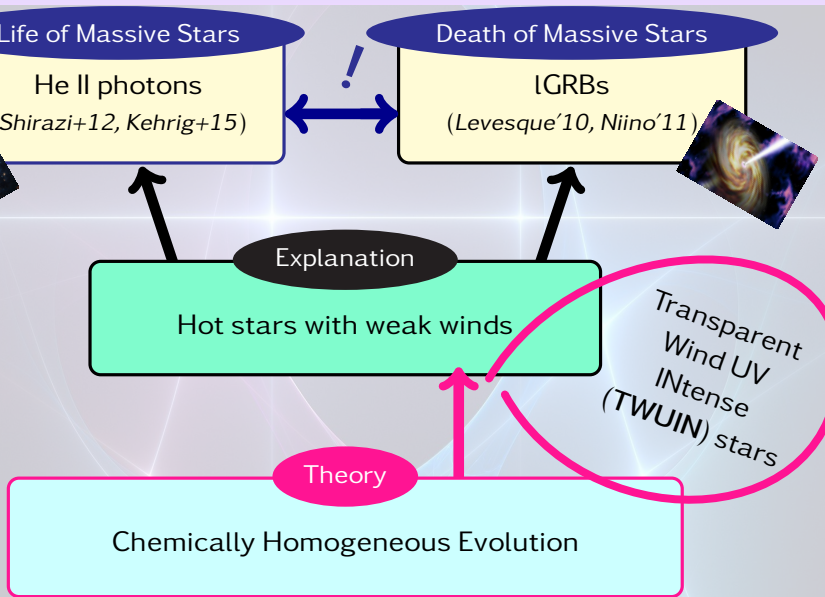 Life of Massive Stars
He II photons
Shirazi+12, Kehrig+15)
!
Death of Massive Stars
lGRBs
(Levesque'10, Niino'11)
Explanation
Hot stars with weak winds
Transparent
Wind UV
INtense
(TWUIN) stars
Theory
Chemically Homogeneous Evolution